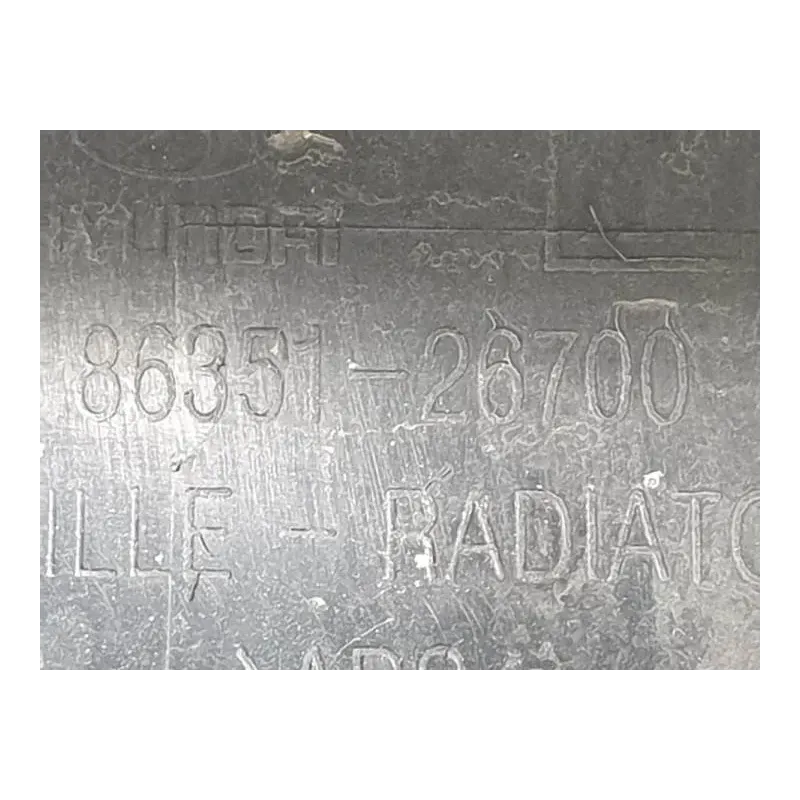 HYUNDAI
86351-26700
ILLE - RADIATO